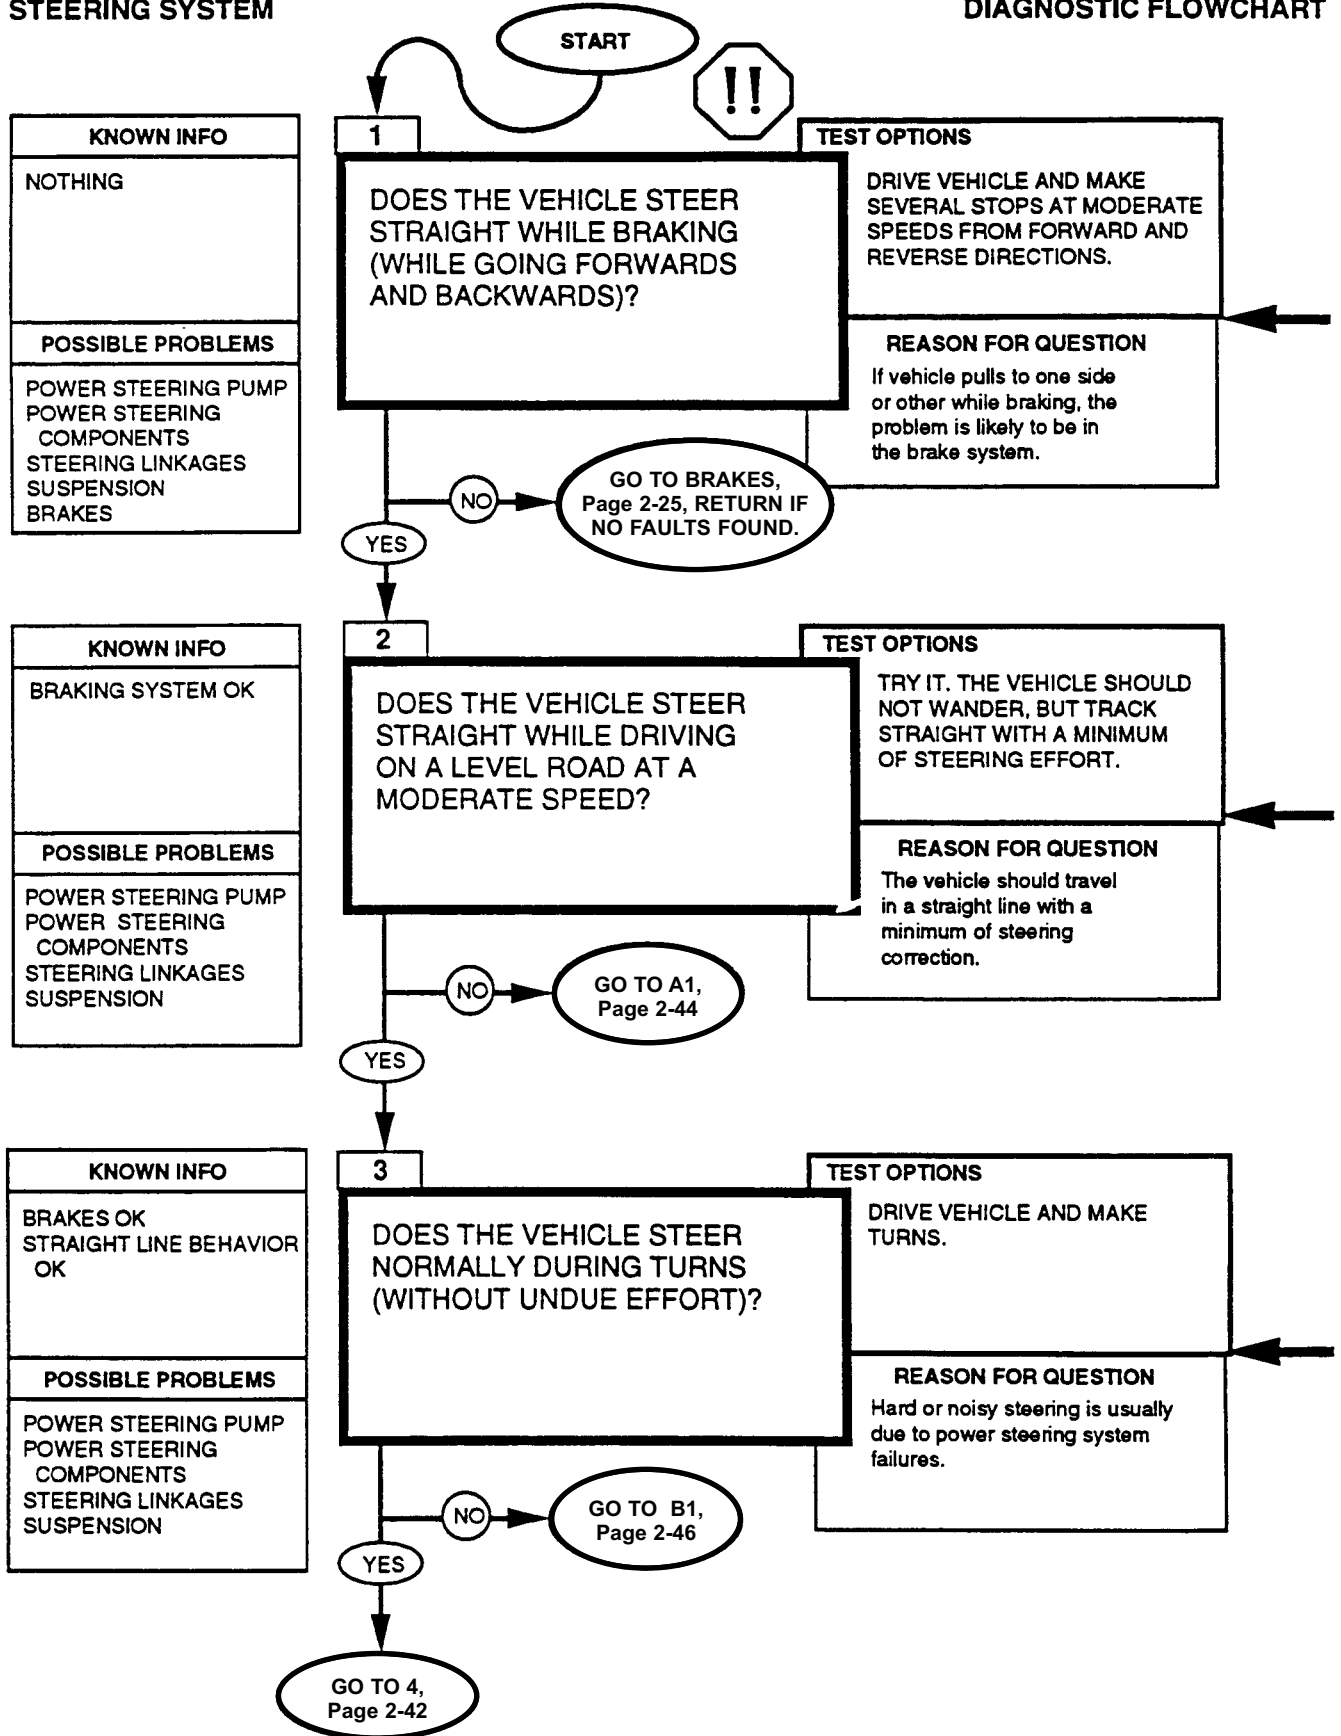 STEERING SYSTEM
DIAGNOSTIC FLOWCHART
START
!!
KNOWN INFO
NOTHING
POSSIBLE PROBLEMS
POWER STEERING PUMP
POWER STEERING
COMPONENTS
STEERING LINKAGES
SUSPENSION
BRAKES
1
DOES THE VEHICLE STEER
STRAIGHT WHILE BRAKING
(WHILE GOING FORWARDS
AND BACKWARDS)?
TEST OPTIONS
DRIVE VEHICLE AND MAKE
SEVERAL STOPS AT MODERATE
SPEEDS FROM FORWARD AND
REVERSE DIRECTIONS.
REASON FOR QUESTION
If vehicle pulls to one side
or other while braking, the
problem is likely to be in
the brake system.
NO
GO TO BRAKES,
Page 2-25, RETURN IF
NO FAULTS FOUND.
YES
KNOWN INFO
BRAKING SYSTEM OK
POSSIBLE PROBLEMS
POWER STEERING PUMP
POWER STEERING
COMPONENTS
STEERING LINKAGES
SUSPENSION
2
DOES THE VEHICLE STEER
STRAIGHT WHILE DRIVING
ON A LEVEL ROAD AT A
MODERATE SPEED?
TEST OPTIONS
TRY IT. THE VEHICLE SHOULD
NOT WANDER, BUT TRACK
STRAIGHT WITH A MINIMUM
OF STEERING EFFORT.
REASON FOR QUESTION
The vehicle should travel
in a straight line with a
minimum of steering
correction.
NO
GO TO A1,
Page 2-44
YES
KNOWN INFO
BRAKES OK
STRAIGHT LINE BEHAVIOR
OK
POSSIBLE PROBLEMS
POWER STEERING PUMP
POWER STEERING
COMPONENTS
STEERING LINKAGES
SUSPENSION
3
DOES THE VEHICLE STEER
NORMALLY DURING TURNS
(WITHOUT UNDUE EFFORT)?
TEST OPTIONS
DRIVE VEHICLE AND MAKE
TURNS.
REASON FOR QUESTION
Hard or noisy steering is usually
due to power steering system
failures.
NO
GO TO B1,
Page 2-46
YES
GO TO 4,
Page 2-42